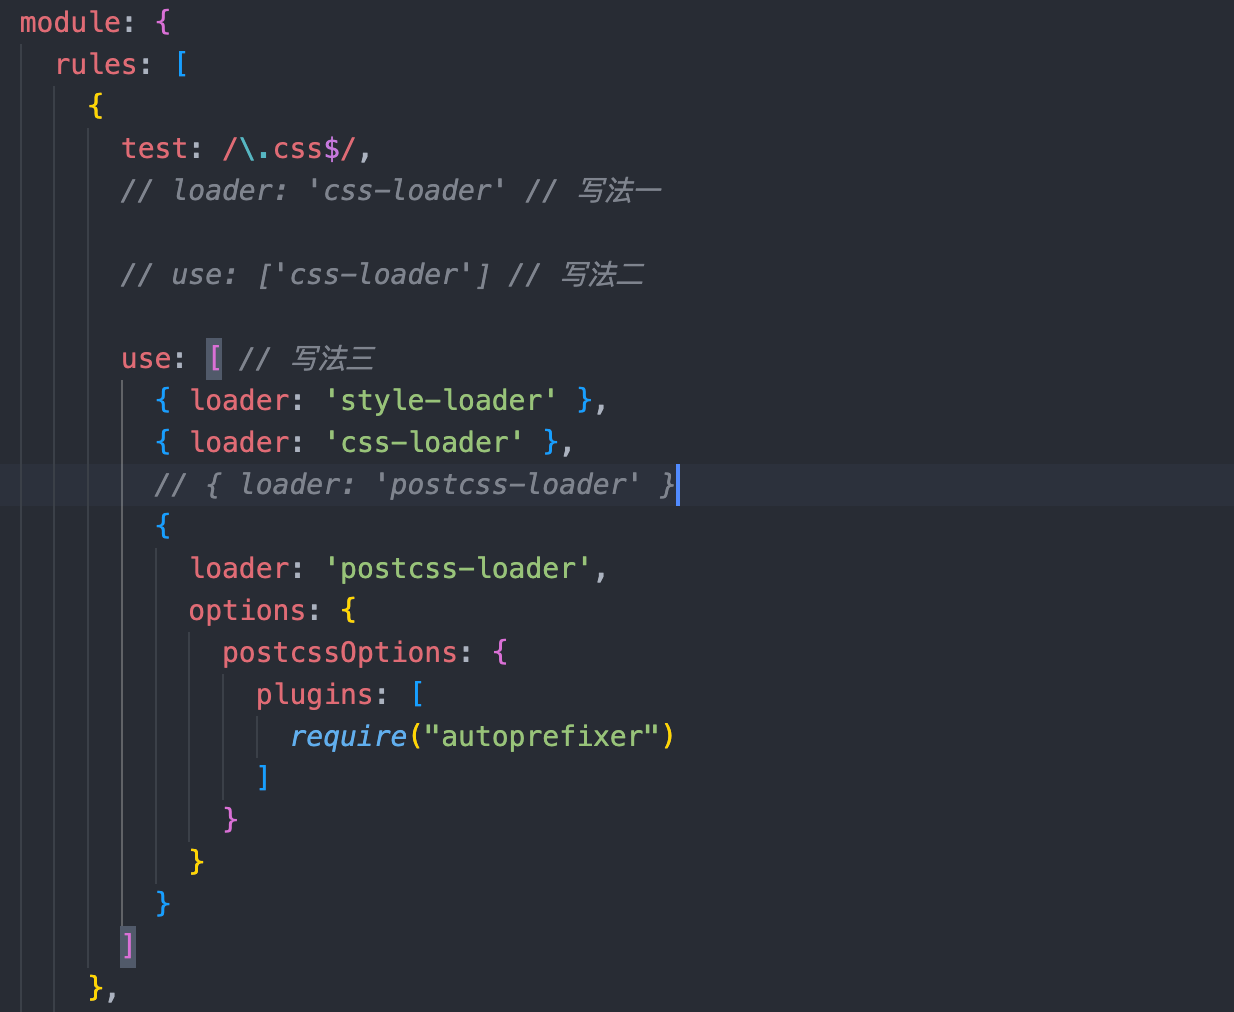 module: {
rules: [
{
test: /\.css$/,
// loader: 'css-loader' // 写法一
// use: ['css-loader'] // 写法二
use: [ // 写法三
{ loader: 'style-loader' },
{ loader: 'css-loader' },
// { loader: 'postcss-loader' }
{
loader: 'postcss-loader',
options: {
postcssOptions: {
plugins: [
require("autoprefixer")
]
}
}
}
]
},